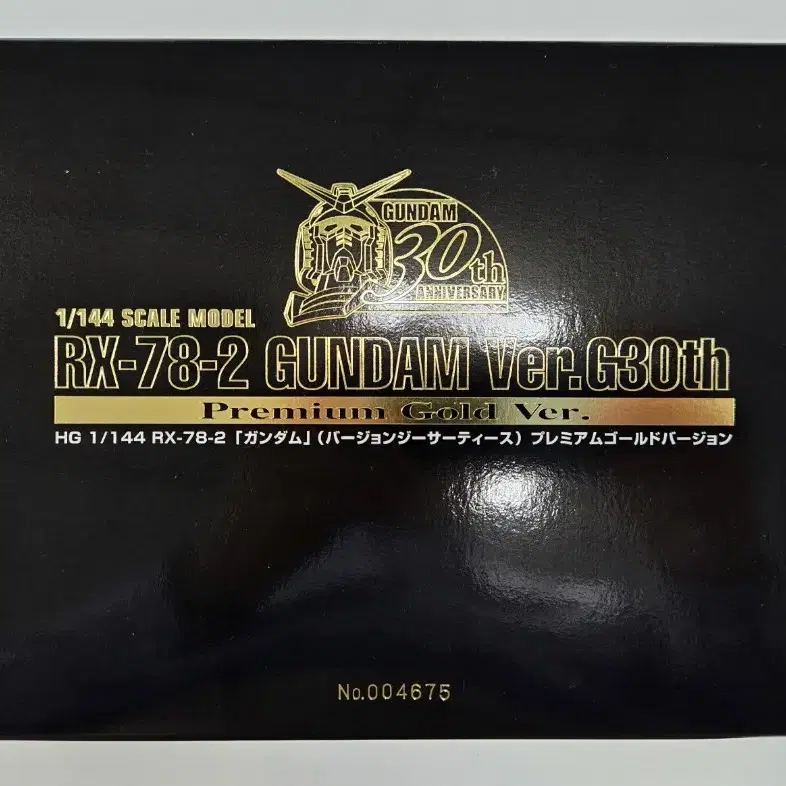 GUNDAM
30th
ANNIVERSARY
1/144 SCALE MODEL
RX-78-2 GUNDAM Ver.G30th
Premium Gold Ver.
HG 1/144 RX-78-2「ガンダム」（バージョンジーサーティース）プレミアムゴールドバージョン
No.004675